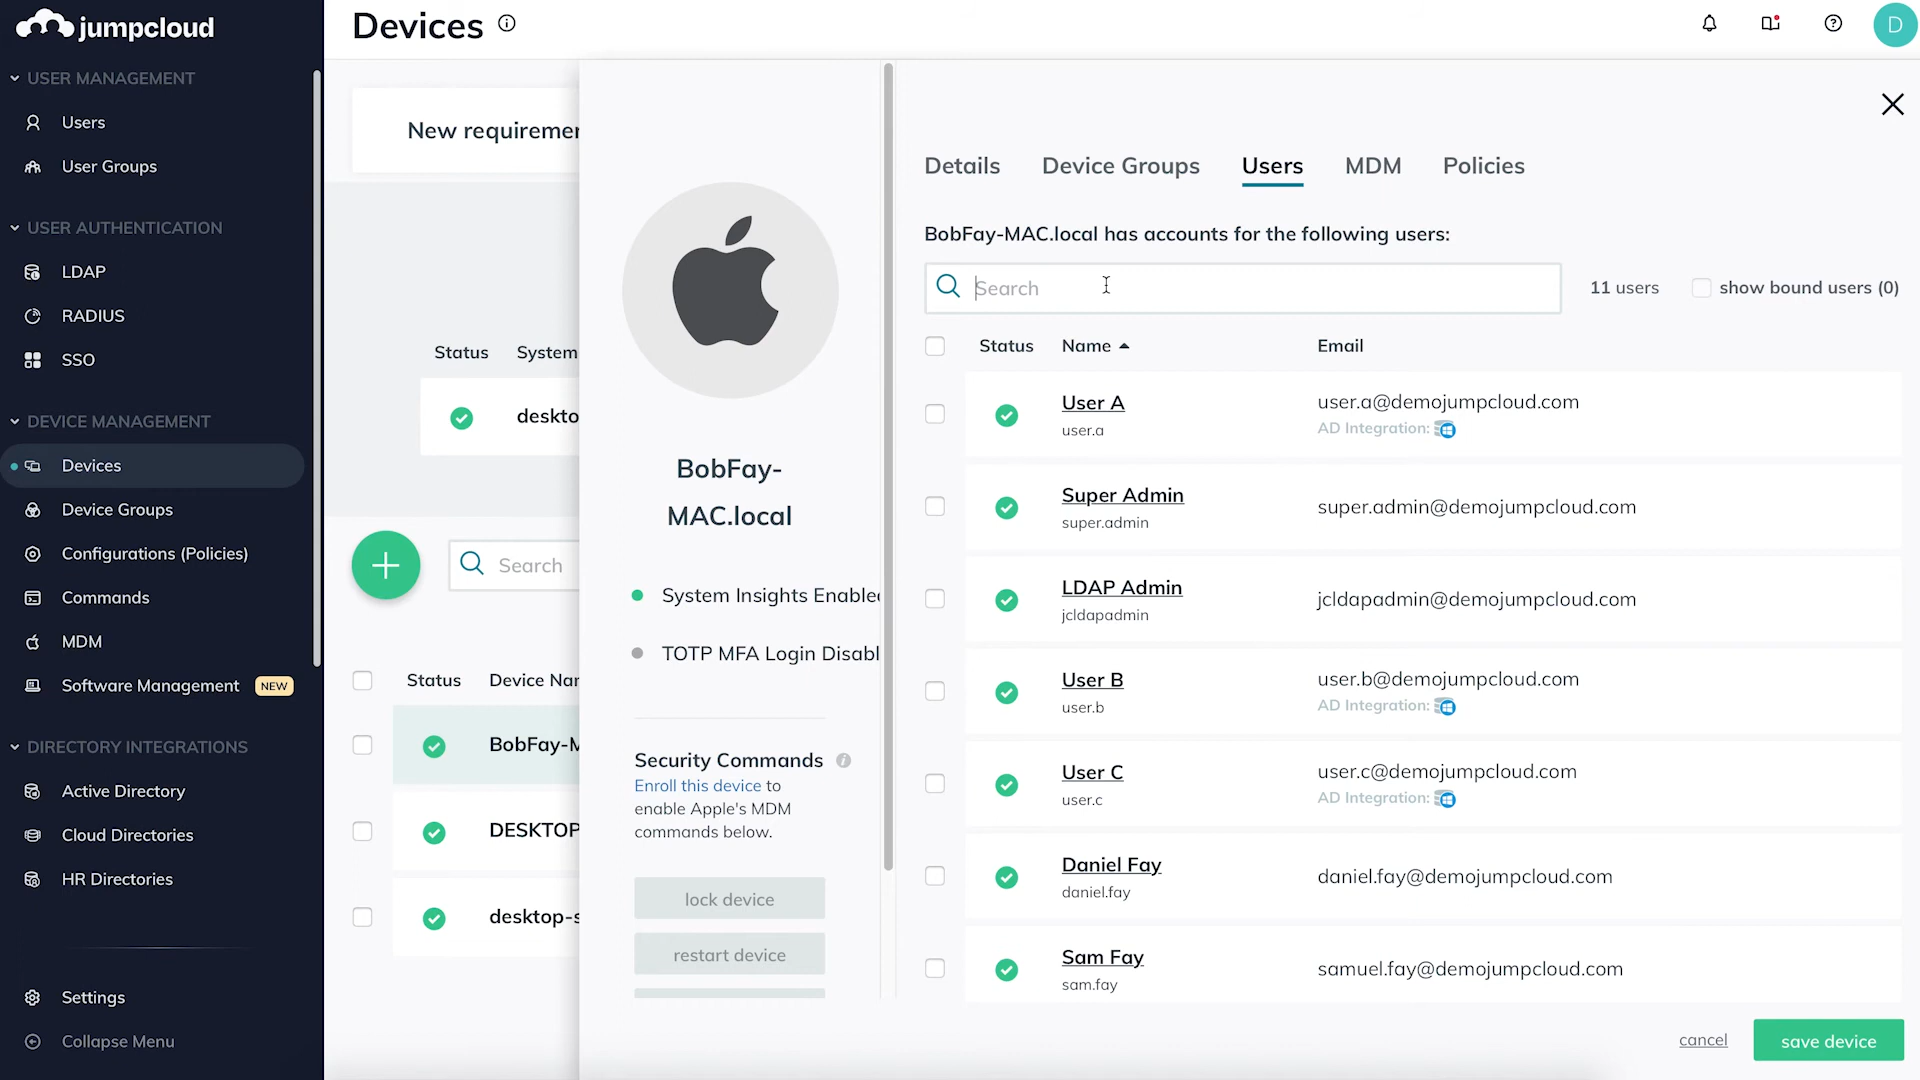 jumpcloud
USER MANAGEMENT
Users
User Groups
USER AUTHENTICATION
LDAP
RADIUS
SSO
DEVICE MANAGEMENT
Devices
Device Groups
Configurations (Policies)
Commands
MDM
Software Management NEW
DIRECTORY INTEGRATIONS
Active Directory
Cloud Directories
HR Directories
Settings
Collapse Menu
Devices
D
New requiremen
Status System
deskto
Search
Status Device Nar
BobFay-M
DESKTOP
desktop-s
BobFay-
MAC.local
System Insights Enabled
TOTP MFA Login Disabl
Security Commands
Enroll this device to
enable Apple's MDM
commands below.
lock device
restart device
Details Device Groups Users MDM Policies
BobFay-MAC.local has accounts for the following users:
Search
11 users
show bound users (0)
Status Name Email
User A
user.a
user.a@demojumpcloud.com
AD Integration:
Super Admin
super.admin
super.admin@demojumpcloud.com
LDAP Admin
jcldapadmin
jcldapadmin@demojumpcloud.com
User B
user.b
user.b@demojumpcloud.com
AD Integration:
User C
user.c
user.c@demojumpcloud.com
AD Integration:
Daniel Fay
daniel.fay
daniel.fay@demojumpcloud.com
Sam Fay
sam.fay
samuel.fay@demojumpcloud.com
cancel
save device